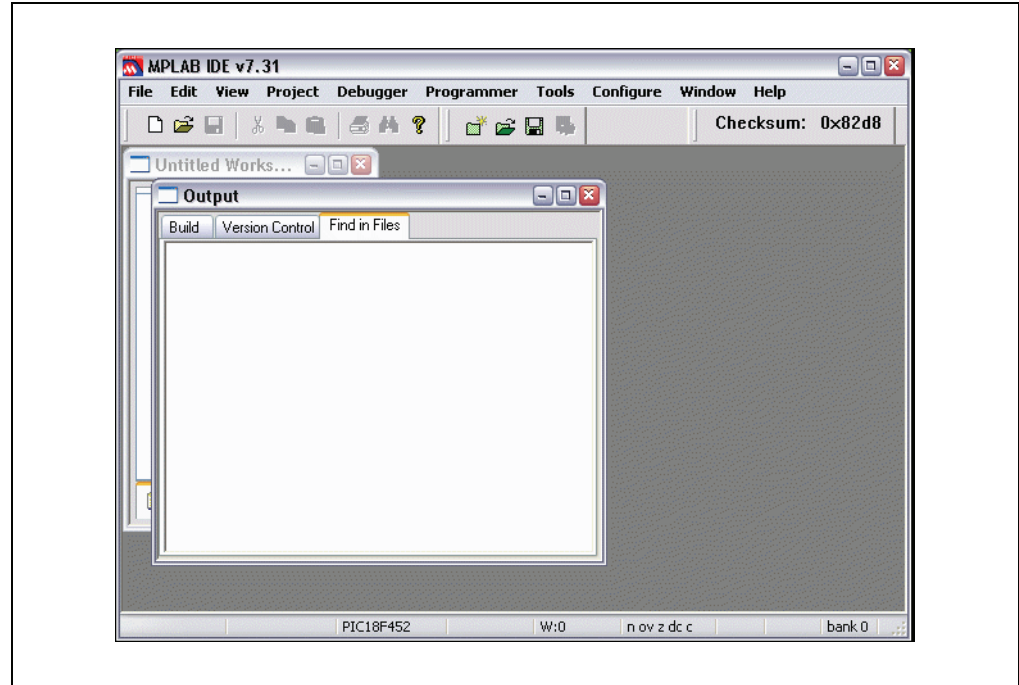 MPLAB IDE v7.31
File Edit View Project Debugger Programmer Tools Configure Window Help
Checksum: 0x82d8
Untitled Works...
Output
Build Version Control Find in Files
PIC18F452 W:0 n ov z dc c bank 0